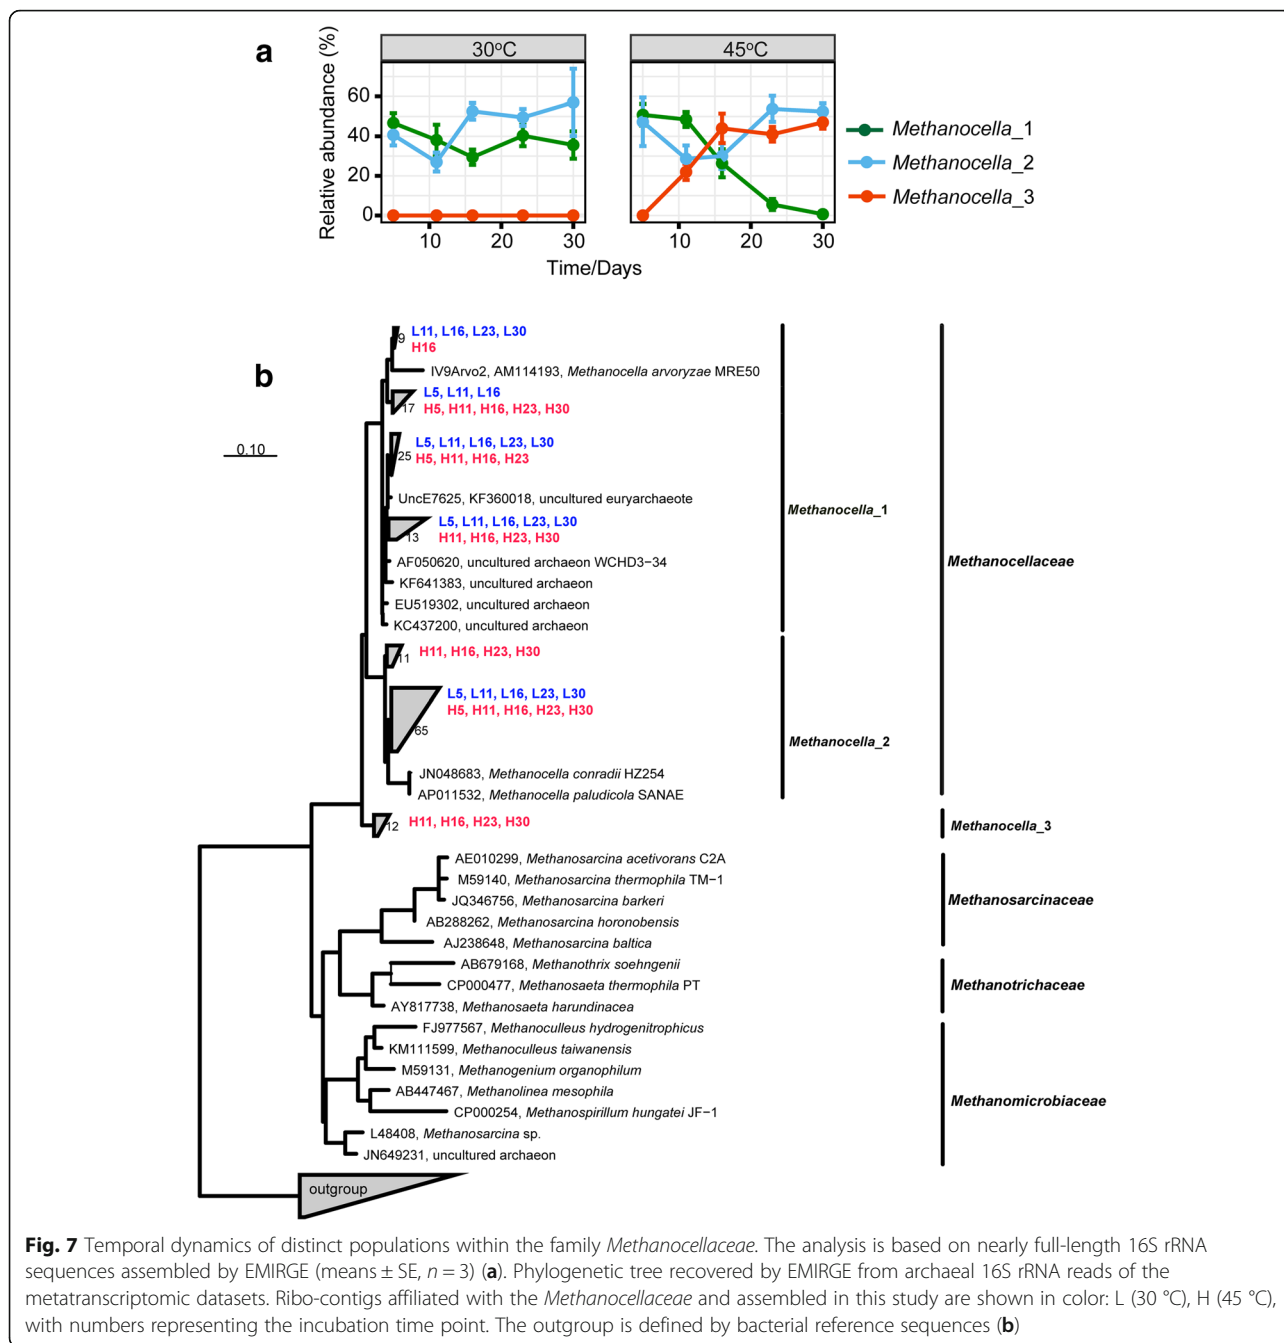 a
30°C
45°C
Relative abundance (%)
60
40
20
0
10
20
30
10
20
30
Time/Days
Methanocella_1
Methanocella_2
Methanocella_3
b
0.10
9
L11, L16, L23, L30
H16
IV9Arvo2, AM114193, Methanocella arvoryzae MRE50
17
L5, L11, L16
H5, H11, H16, H23, H30
25
L5, L11, L16, L23, L30
H5, H11, H16, H23
UncE7625, KF360018, uncultured euryarchaeote
13
L5, L11, L16, L23, L30
H11, H16, H23, H30
AF050620, uncultured archaeon WCHD3−34
KF641383, uncultured archaeon
EU519302, uncultured archaeon
KC437200, uncultured archaeon
Methanocella_1
11
H11, H16, H23, H30
65
L5, L11, L16, L23, L30
H5, H11, H16, H23, H30
JN048683, Methanocella conradii HZ254
AP011532, Methanocella paludicola SANAE
Methanocella_2
Methanocellaceae
12
H11, H16, H23, H30
Methanocella_3
AE010299, Methanosarcina acetivorans C2A
M59140, Methanosarcina thermophila TM−1
JQ346756, Methanosarcina barkeri
AB288262, Methanosarcina horonobensis
AJ238648, Methanosarcina baltica
Methanosarcinaceae
AB679168, Methanothrix soehngenii
CP000477, Methanosaeta thermophila PT
AY817738, Methanosaeta harundinacea
Methanotrichaceae
FJ977567, Methanoculleus hydrogenitrophicus
KM111599, Methanoculleus taiwanensis
M59131, Methanogenium organophilum
AB447467, Methanolinea mesophila
CP000254, Methanospirillum hungatei JF−1
L48408, Methanosarcina sp.
JN649231, uncultured archaeon
Methanomicrobiaceae
outgroup
Fig. 7 Temporal dynamics of distinct populations within the family Methanocellaceae. The analysis is based on nearly full-length 16S rRNA
sequences assembled by EMIRGE (means ± SE, n = 3) (a). Phylogenetic tree recovered by EMIRGE from archaeal 16S rRNA reads of the
metatranscriptomic datasets. Ribo-contigs affiliated with the Methanocellaceae and assembled in this study are shown in color: L (30 °C), H (45 °C),
with numbers representing the incubation time point. The outgroup is defined by bacterial reference sequences (b)